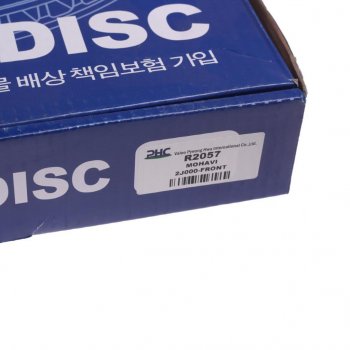 DISC
물 배상 책임보험 가입
DISC
PHC Valeo Pyeong Hwa International Co.,Ltd.
R2057
MOHAVI
2J000-FRONT